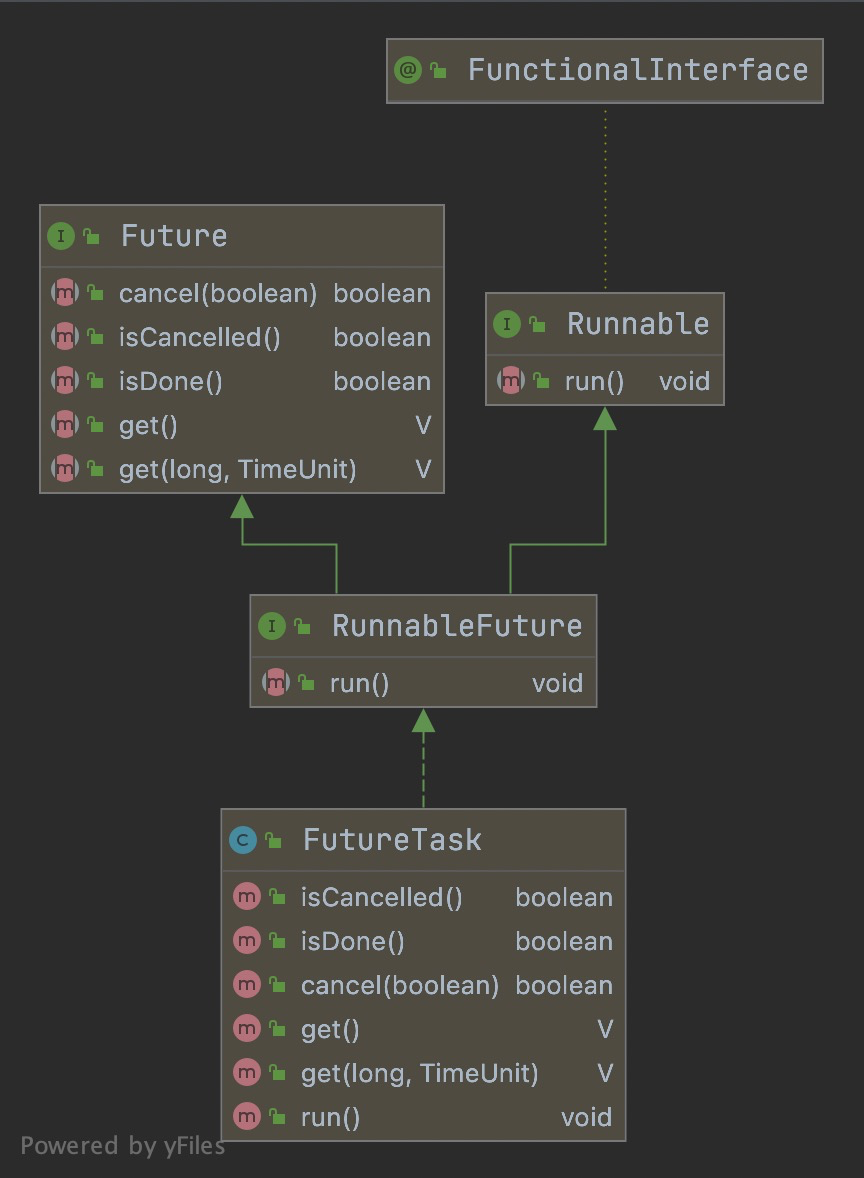 @ FunctionalInterface
I Future
m cancel(boolean) boolean
m isCancelled() boolean
m isDone() boolean
m get() V
m get(long, TimeUnit) V
I Runnable
m run() void
I RunnableFuture
m run() void
C FutureTask
m isCancelled() boolean
m isDone() boolean
m cancel(boolean) boolean
m get() V
m get(long, TimeUnit) V
m run() void
Powered by yFiles